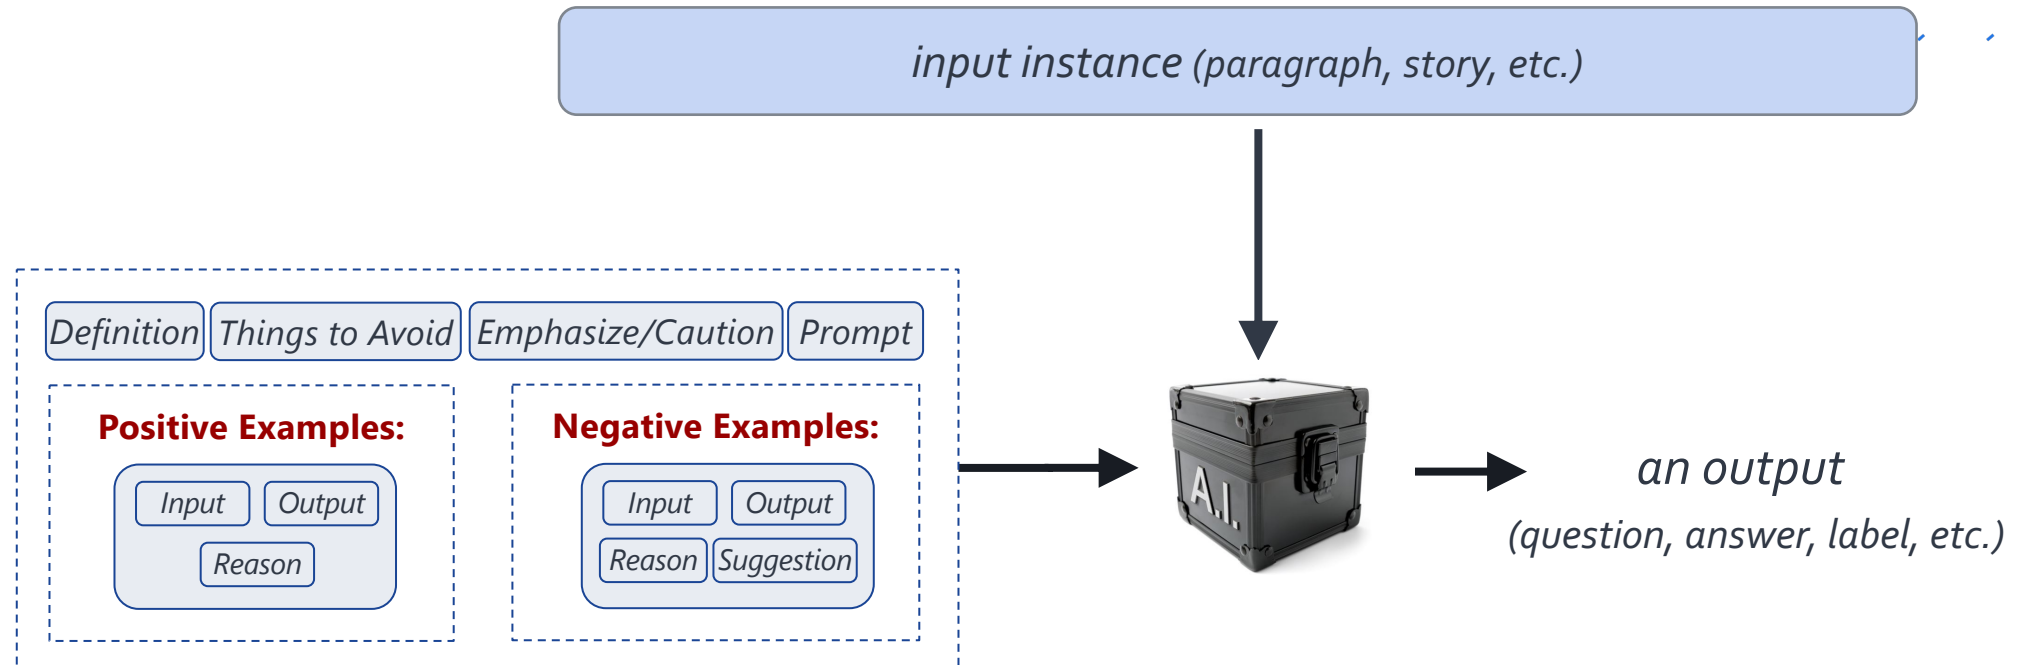 input instance (paragraph, story, etc.)
Definition
Things to Avoid
Emphasize/Caution
Prompt
Positive Examples:
Input
Output
Reason
Negative Examples:
Input
Output
Reason
Suggestion
A.I.
an output
(question, answer, label, etc.)